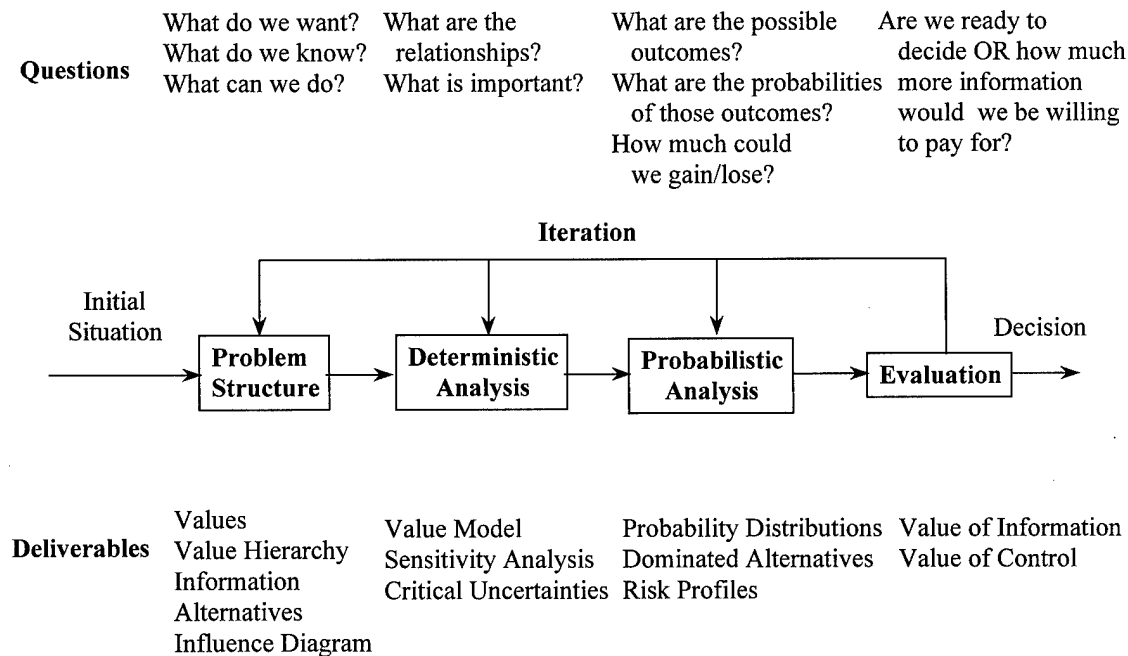 Questions
What do we want?
What do we know?
What can we do?
What are the
relationships?
What is important?
What are the possible
outcomes?
What are the probabilities
of those outcomes?
How much could
we gain/lose?
Are we ready to
decide OR how much
more information
would we be willing
to pay for?
Iteration
Initial
Situation
Problem
Structure
Deterministic
Analysis
Probabilistic
Analysis
Evaluation
Decision
Deliverables
Values
Value Hierarchy
Information
Alternatives
Influence Diagram
Value Model
Sensitivity Analysis
Critical Uncertainties
Probability Distributions
Dominated Alternatives
Risk Profiles
Value of Information
Value of Control